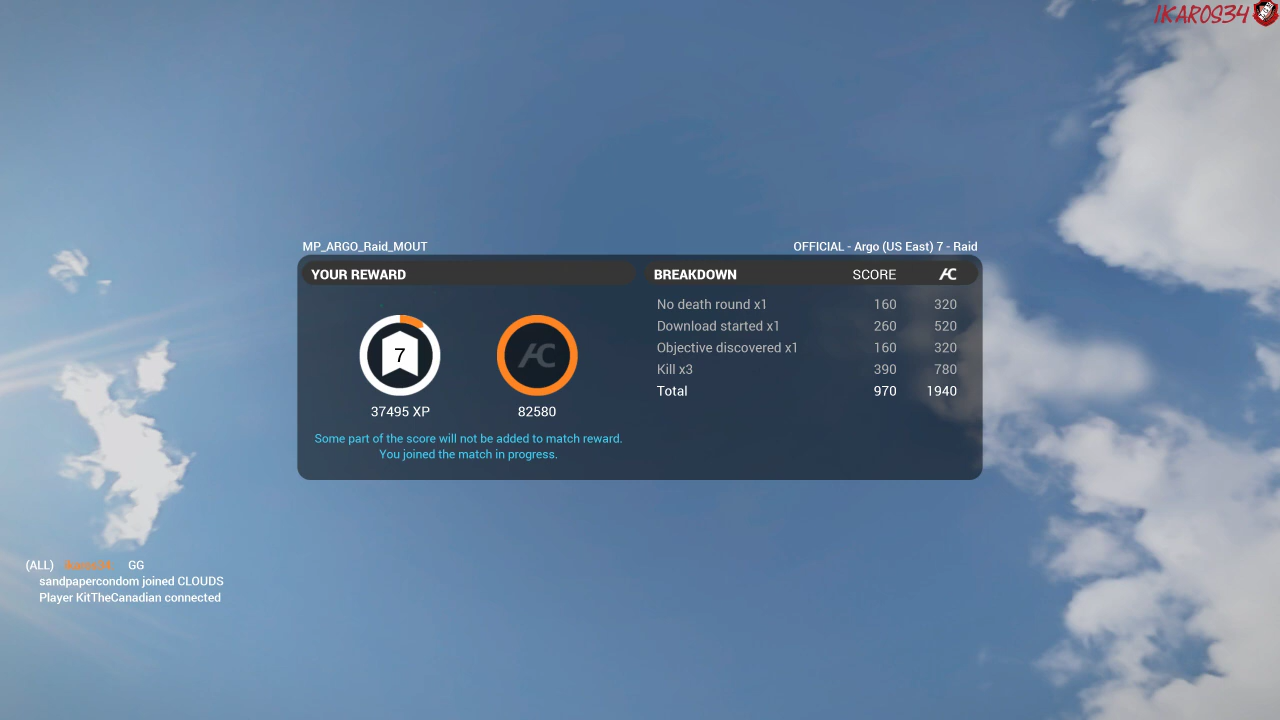 IKAROS34
MP_ARGO_Raid_MOUT
OFFICIAL - Argo (US East) 7 - Raid
YOUR REWARD
BREAKDOWN SCORE AC
No death round x1 160 320
Download started x1 260 520
Objective discovered x1 160 320
Kill x3 390 780
Total 970 1940
7
AC
37495 XP
82580
Some part of the score will not be added to match reward.
You joined the match in progress.
(ALL) Ikaros34 GG
sandpapercondom joined CLOUDS
Player KitTheCanadian connected